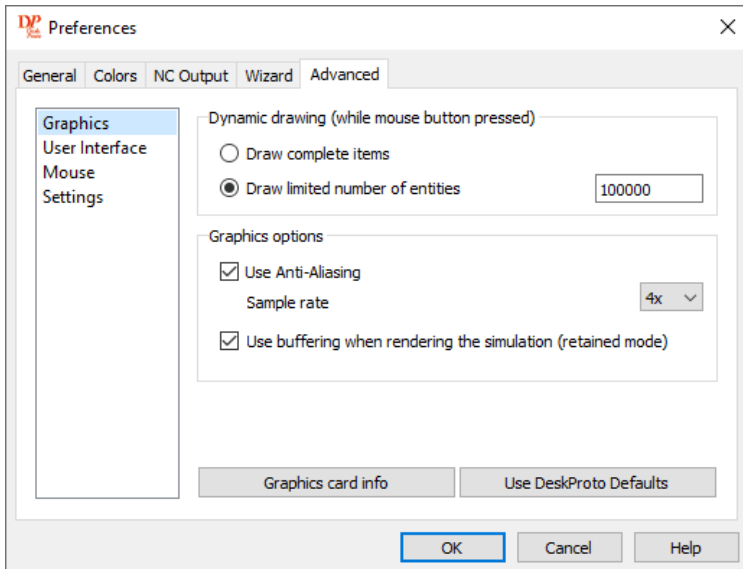 DP Preferences
General Colors NC Output Wizard Advanced
Graphics
User Interface
Mouse
Settings
Dynamic drawing (while mouse button pressed)
Draw complete items
Draw limited number of entities 100000
Graphics options
Use Anti-Aliasing
Sample rate 4x
Use buffering when rendering the simulation (retained mode)
Graphics card info Use DeskProto Defaults
OK Cancel Help